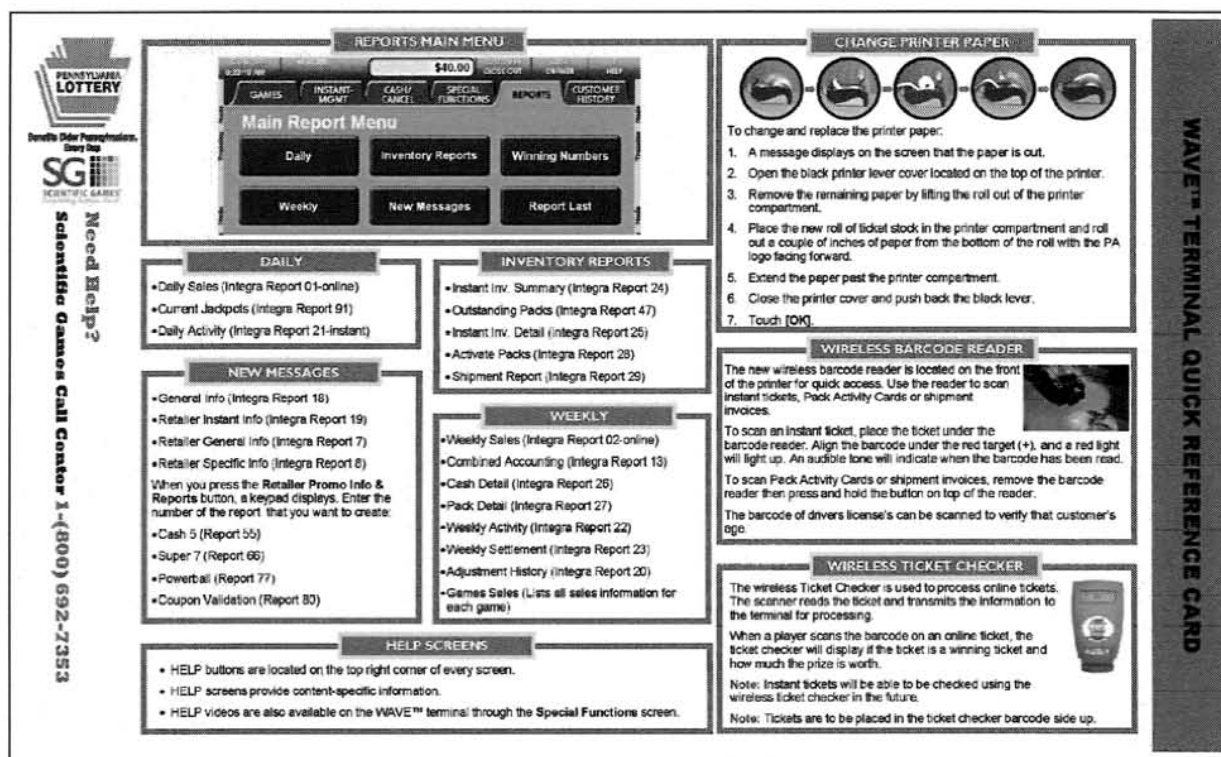 PENNSYLVANIA
LOTTERY
Benefits Older Pennsylvanians.
Every Day
SG
SCIENTIFIC GAMES
Need Help?
Scientific Games Call Center 1-(800) 692-7353
REPORTS MAIN MENU
$40.00
CLOSE OUT
HELP
GAMES
INSTANT-
MGMT
CASH/
CANCEL
SPECIAL
FUNCTIONS
REPORTS
CUSTOMER
HISTORY
Main Report Menu
Daily
Inventory Reports
Winning Numbers
Weekly
New Messages
Report Last
DAILY
•Daily Sales (Integra Report 01-online)
•Current Jackpots (Integra Report 91)
•Daily Activity (Integra Report 21-instant)
NEW MESSAGES
•General Info (Integra Report 18)
•Retailer Instant Info (Integra Report 19)
•Retailer General Info (Integra Report 7)
•Retailer Specific Info (Integra Report 8)
When you press the Retailer Promo Info &
Reports button, a keypad displays. Enter the
number of the report that you want to create:
•Cash 5 (Report 55)
•Super 7 (Report 66)
•Powerball (Report 77)
•Coupon Validation (Report 80)
INVENTORY REPORTS
•Instant Inv. Summary (Integra Report 24)
•Outstanding Packs (Integra Report 47)
•Instant Inv. Detail (Integra Report 25)
•Activate Packs (Integra Report 28)
•Shipment Report (Integra Report 29)
WEEKLY
•Weekly Sales (Integra Report 02-online)
•Combined Accounting (Integra Report 13)
•Cash Detail (Integra Report 26)
•Pack Detail (Integra Report 27)
•Weekly Activity (Integra Report 22)
•Weekly Settlement (Integra Report 23)
•Adjustment History (Integra Report 20)
•Games Sales (Lists all sales information for
each game)
HELP SCREENS
• HELP buttons are located on the top right corner of every screen.
• HELP screens provide content-specific information.
• HELP videos are also available on the WAVE™ terminal through the Special Functions screen.
CHANGE PRINTER PAPER
To change and replace the printer paper:
1. A message displays on the screen that the paper is out.
2. Open the black printer lever cover located on the top of the printer.
3. Remove the remaining paper by lifting the roll out of the printer
compartment.
4. Place the new roll of ticket stock in the printer compartment and roll
out a couple of inches of paper from the bottom of the roll with the PA
logo facing forward.
5. Extend the paper past the printer compartment.
6. Close the printer cover and push back the black lever.
7. Touch [OK].
WIRELESS BARCODE READER
The new wireless barcode reader is located on the front
of the printer for quick access. Use the reader to scan
instant tickets, Pack Activity Cards or shipment
invoices.
To scan an instant ticket, place the ticket under the
barcode reader. Align the barcode under the red target (+), and a red light
will light up. An audible tone will indicate when the barcode has been read.
To scan Pack Activity Cards or shipment invoices, remove the barcode
reader then press and hold the button on top of the reader.
The barcode of drivers license's can be scanned to verify that customer's
age.
WIRELESS TICKET CHECKER
The wireless Ticket Checker is used to process online tickets.
The scanner reads the ticket and transmits the information to
the terminal for processing.
When a player scans the barcode on an online ticket, the
ticket checker will display if the ticket is a winning ticket and
how much the prize is worth.
Note: Instant tickets will be able to be checked using the
wireless ticket checker in the future.
Note: Tickets are to be placed in the ticket checker barcode side up.
WAVE™ TERMINAL QUICK REFERENCE CARD